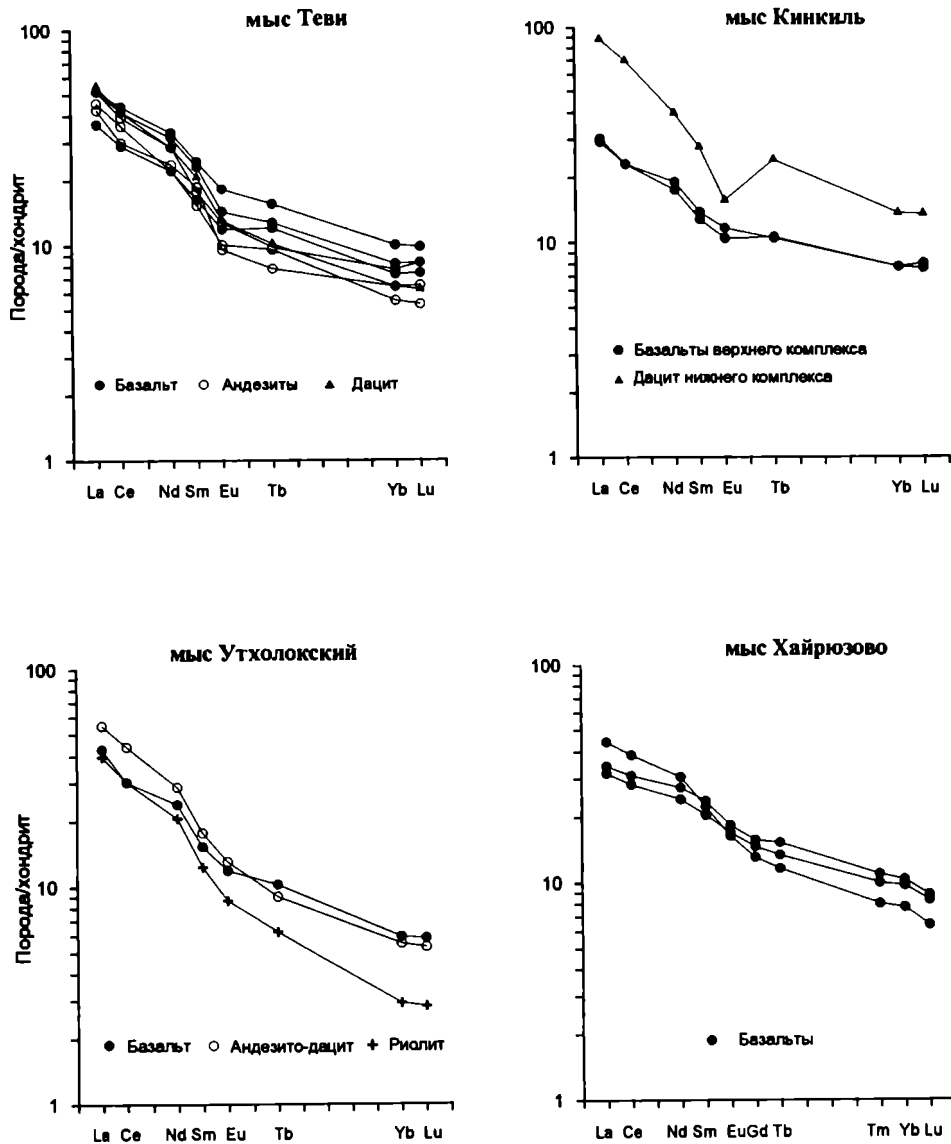 мыс Теви
100
10
1
Порода/хондрит
● Базальт ○ Андезиты ▲ Дацит
La Ce Nd Sm Eu Tb Yb Lu
мыс Кинкиль
100
10
1
● Базальты верхнего комплекса
▲ Дацит нижнего комплекса
La Ce Nd Sm Eu Tb Yb Lu
мыс Утхолокский
100
10
1
Порода/хондрит
● Базальт ○ Андезито-дацит + Риолит
La Ce Nd Sm Eu Tb Yb Lu
мыс Хайрюзово
100
10
1
● Базальты
La Ce Nd Sm EuGd Tb Tm Yb Lu